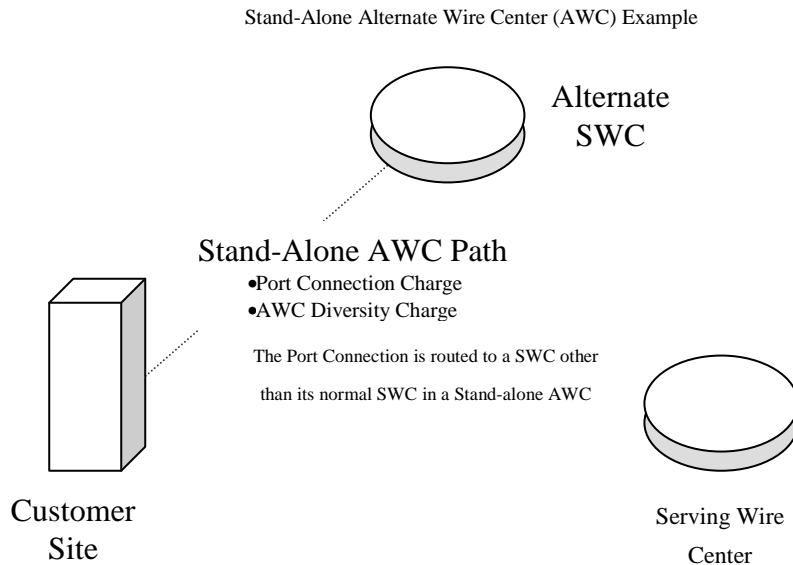 Stand-Alone Alternate Wire Center (AWC) Example
Alternate
SWC
Stand-Alone AWC Path
•Port Connection Charge
•AWC Diversity Charge
The Port Connection is routed to a SWC other
than its normal SWC in a Stand-alone AWC
Customer
Site
Serving Wire
Center